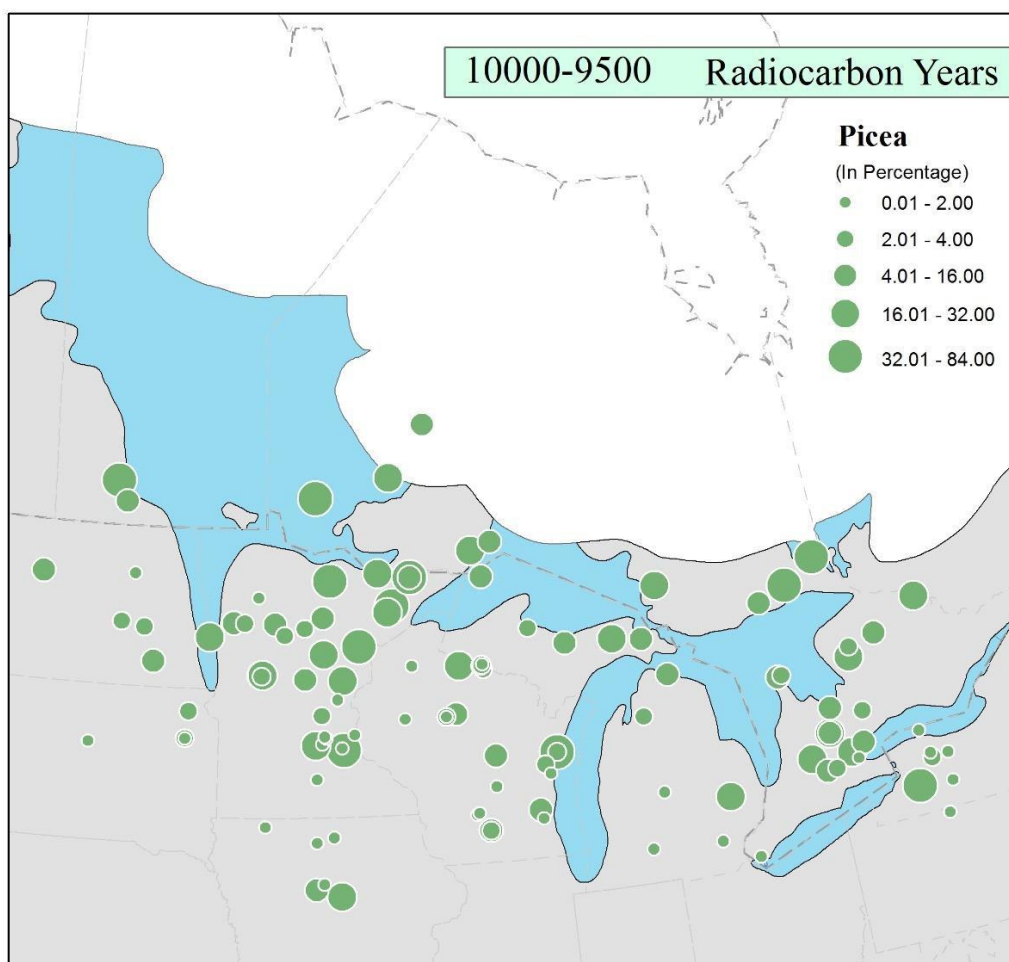 10000-9500 Radiocarbon Years
Picea
(In Percentage)
0.01 - 2.00
2.01 - 4.00
4.01 - 16.00
16.01 - 32.00
32.01 - 84.00